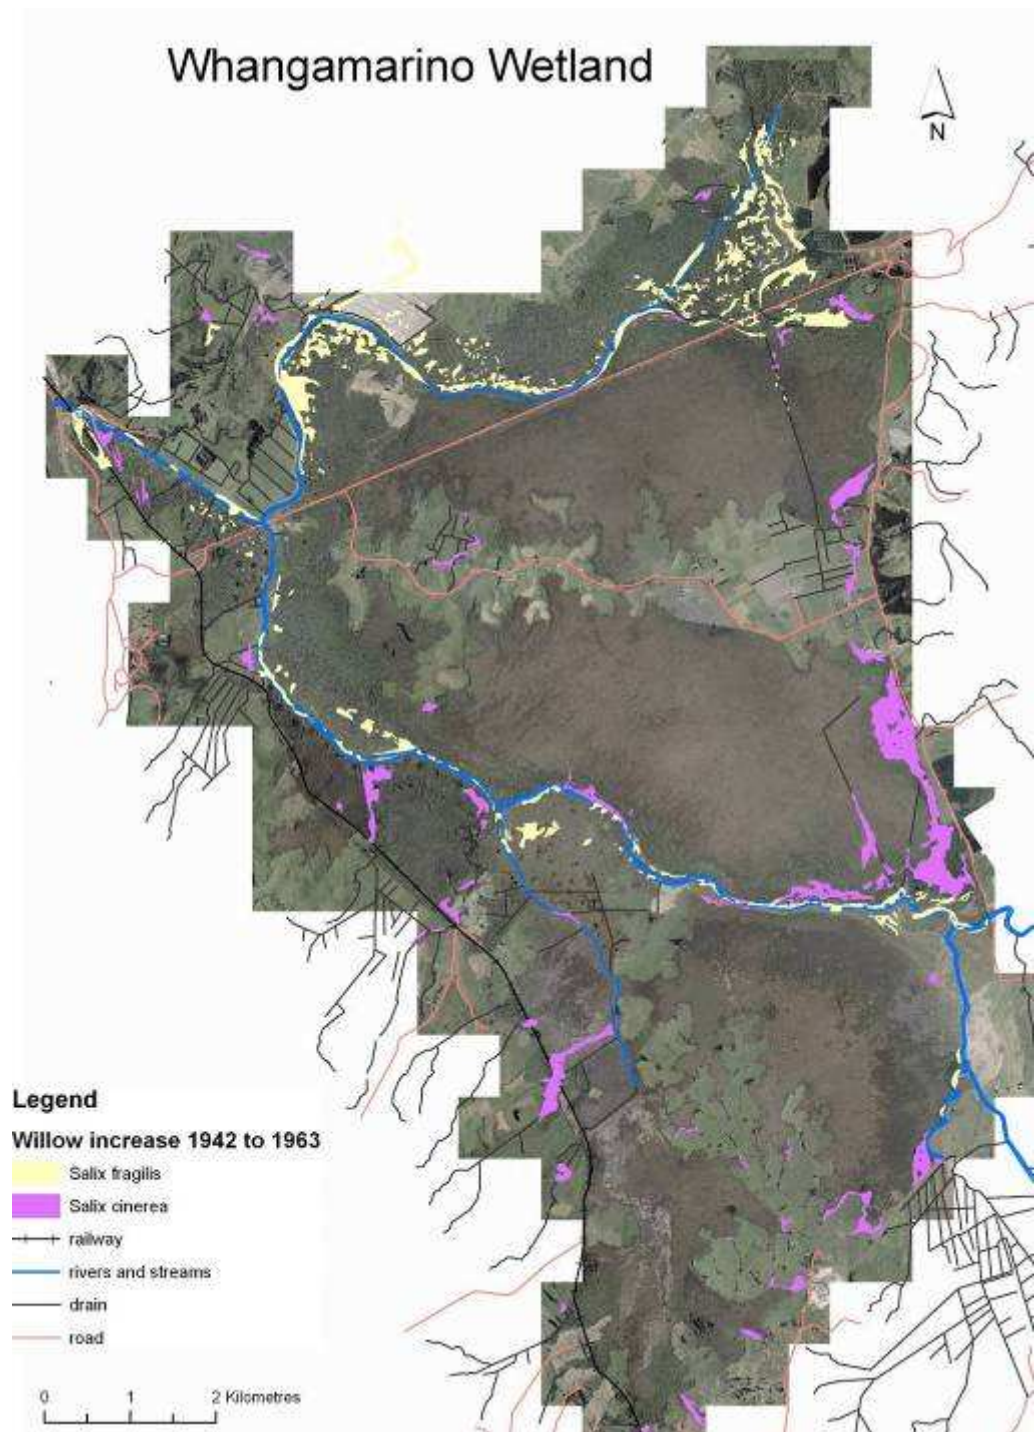 Whangamarino Wetland
N
Legend
Willow increase 1942 to 1963
Salix fragilis
Salix cinerea
railway
rivers and streams
drain
road
0 1 2 Kilometres